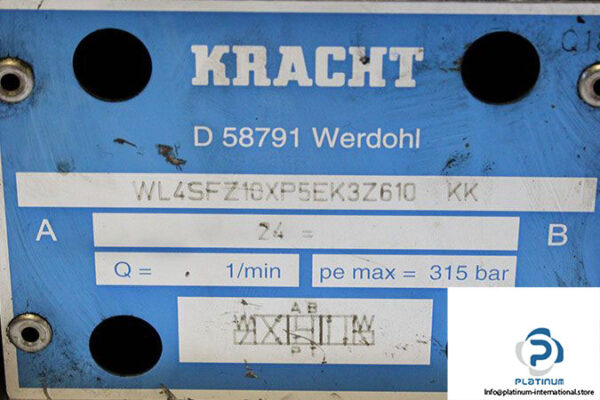 KRACHT
D 58791 Werdohl
WL4SFZ10XP5EK3Z610 KK
A
24 =
B
Q = 1/min
pe max = 315 bar
A B
P T
PLATINUM
Info@platinum-international.store